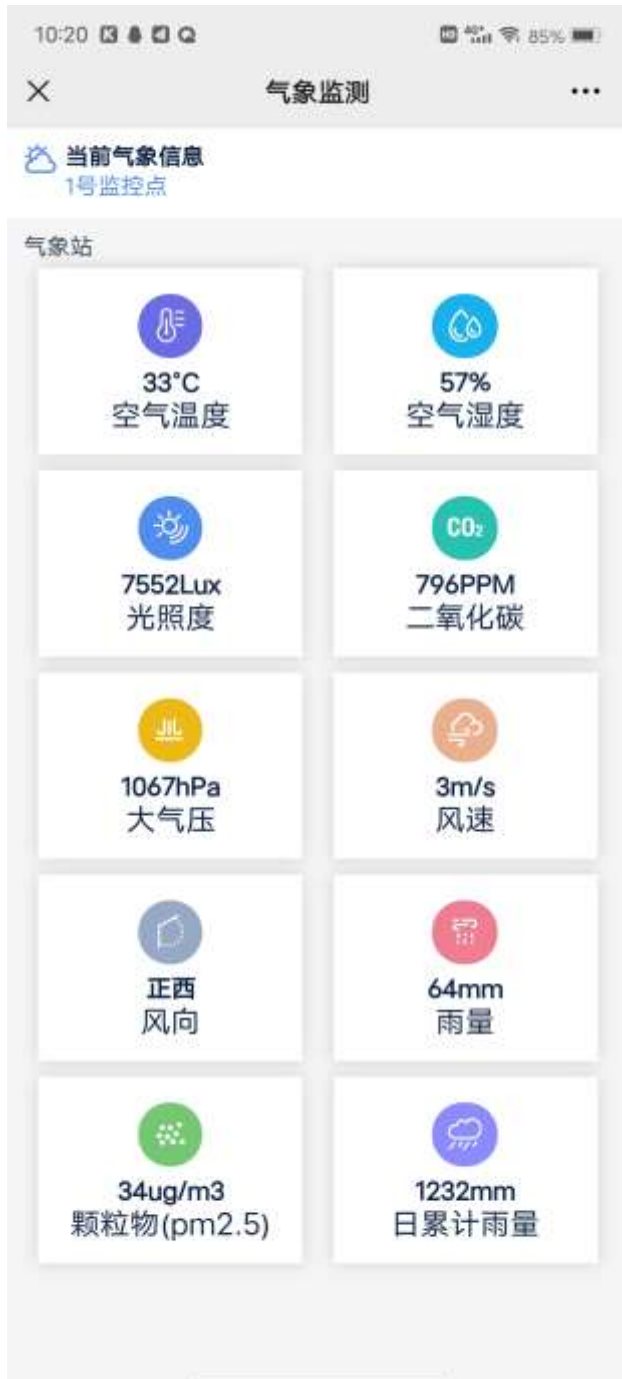 10:20
85%
气象监测
当前气象信息
1号监控点
气象站
33°C
空气温度
57%
空气湿度
7552Lux
光照度
CO₂
796PPM
二氧化碳
1067hPa
大气压
3m/s
风速
正西
风向
64mm
雨量
34ug/m3
颗粒物(pm2.5)
1232mm
日累计雨量